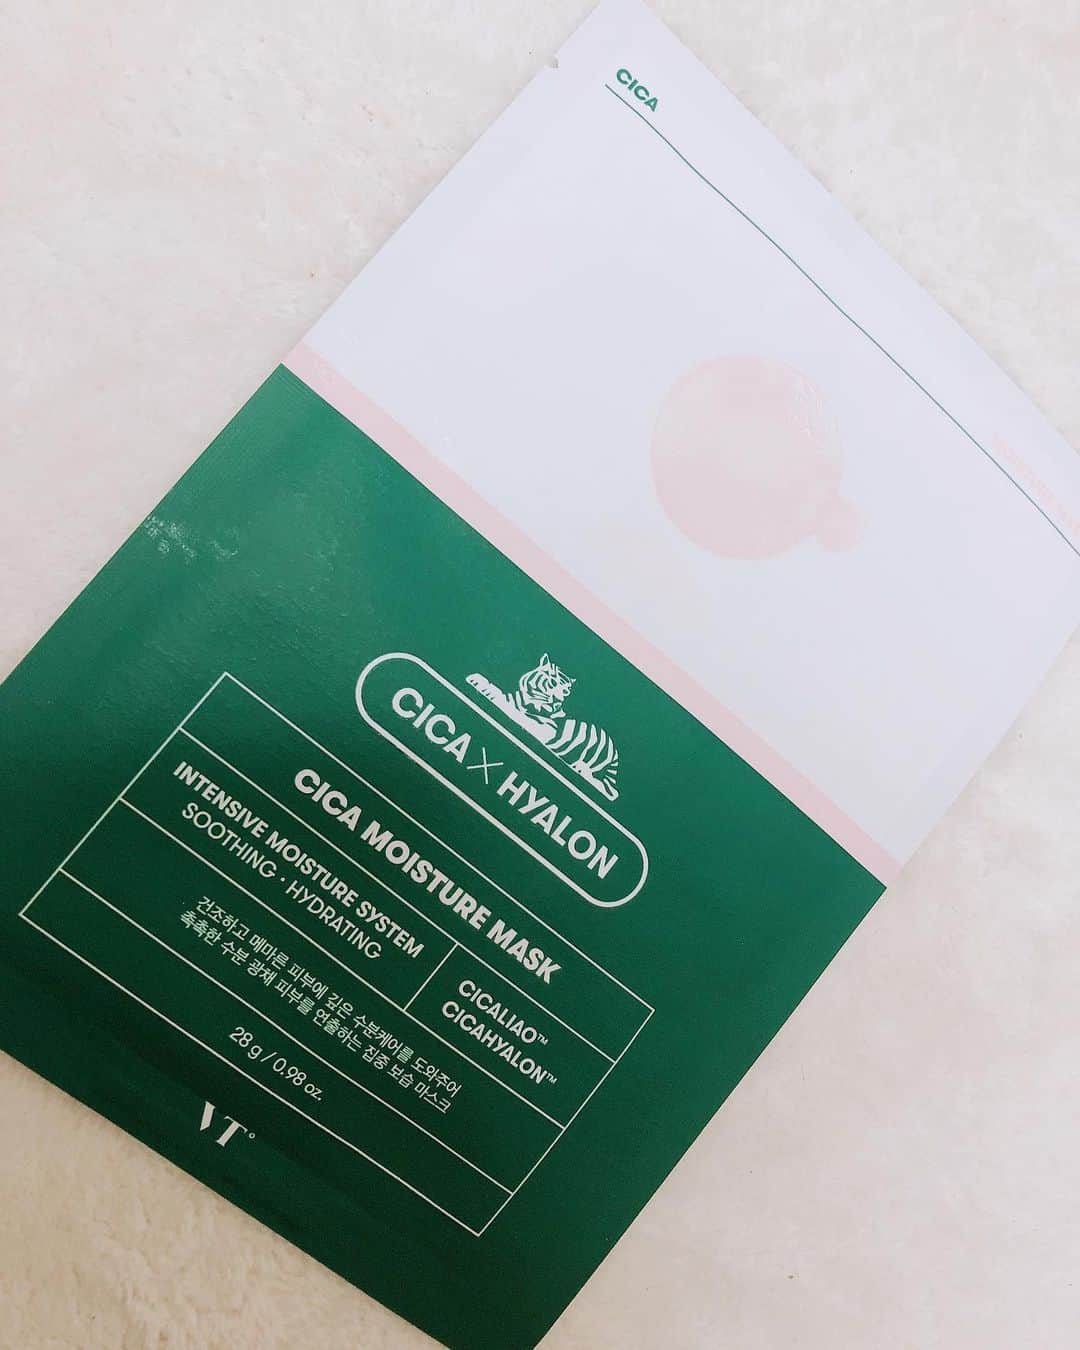 CICA
CICA X HYALON
CICA MOISTURE MASK
INTENSIVE MOISTURE SYSTEM
SOOTHING · HYDRATING
CICALIAO™
CICAHYALON™
건조하고 메마른 피부에 깊은 수분케어를 도와주어
촉촉한 수분 광채 피부를 연출하는 집중 보습 마스크
28 g / 0.98 oz.
VT